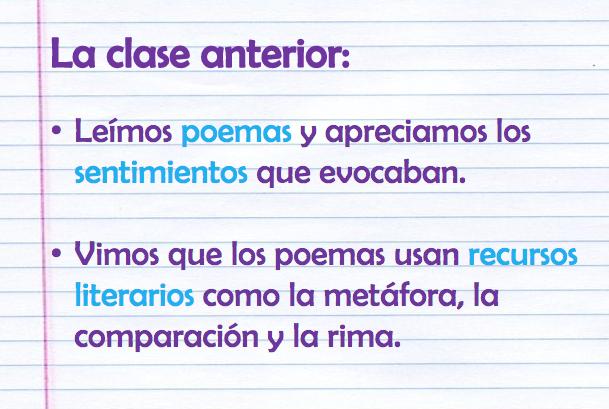 La clase anterior:
• Leímos poemas y apreciamos los
sentimientos que evocaban.
• Vimos que los poemas usan recursos
literarios como la metáfora, la
comparación y la rima.